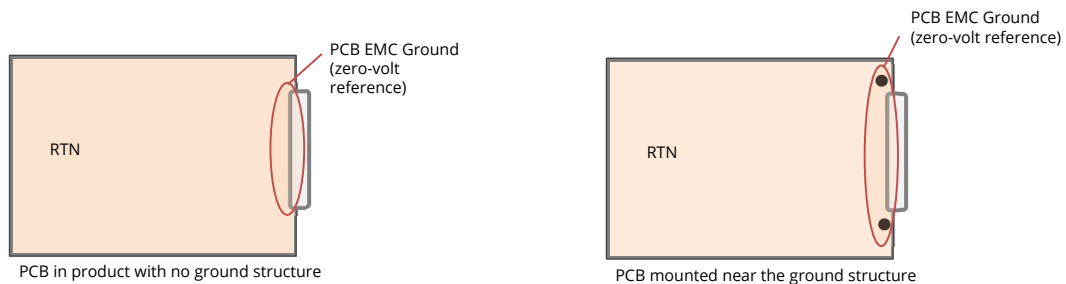 PCB EMC Ground
(zero-volt
reference)
RTN
PCB in product with no ground structure
PCB EMC Ground
(zero-volt reference)
RTN
PCB mounted near the ground structure